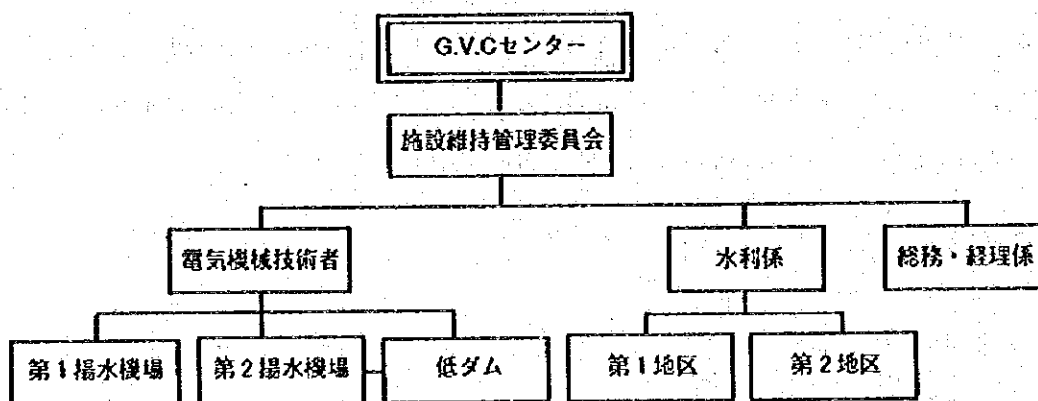 G.V.Cセンター
施設維持管理委員会
電気機械技術者
水利係
総務・経理係
第1揚水機場
第2揚水機場
低ダム
第1地区
第2地区